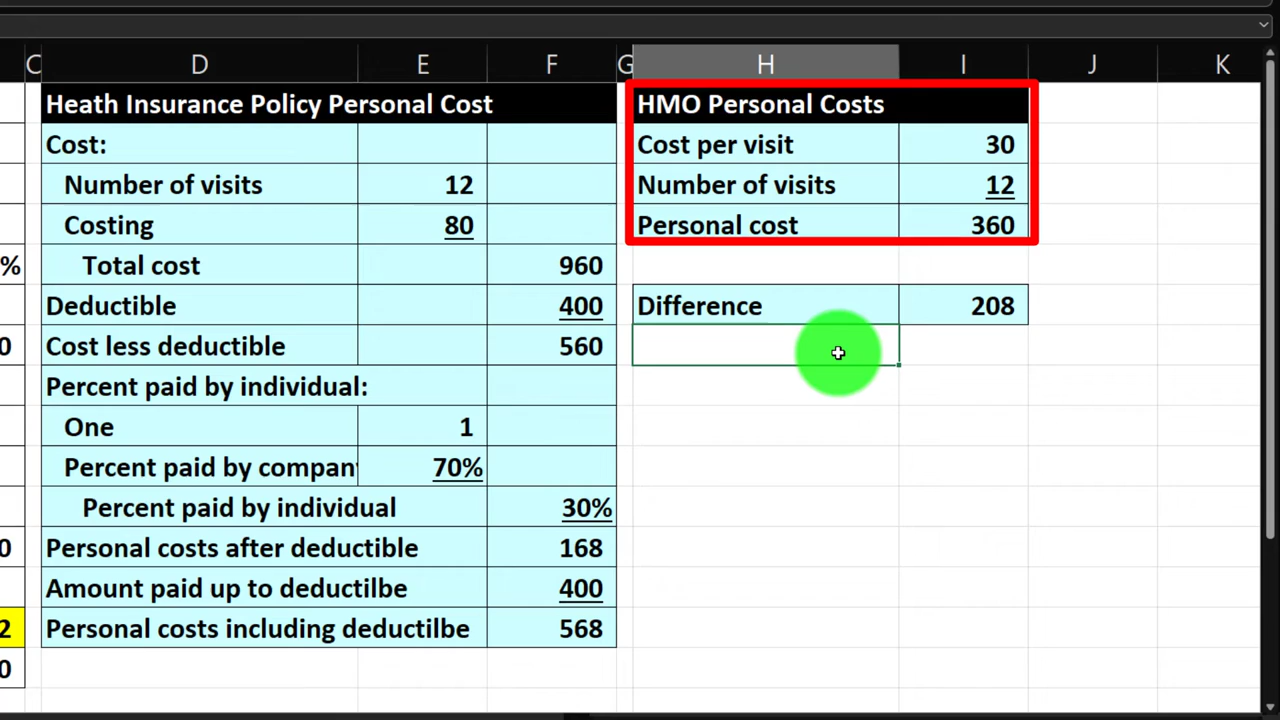 C D E F G H I J K
Heath Insurance Policy Personal Cost
Cost:
Number of visits 12
Costing 80
% Total cost 960
Deductible 400
0 Cost less deductible 560
Percent paid by individual:
One 1
Percent paid by company 70%
Percent paid by individual 30%
0 Personal costs after deductible 168
Amount paid up to deductilbe 400
2 Personal costs including deductilbe 568
0
HMO Personal Costs
Cost per visit 30
Number of visits 12
Personal cost 360
Difference 208